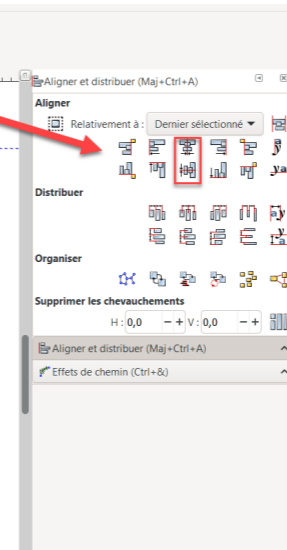 Aligner et distribuer (Maj+Ctrl+A)
Aligner
Relativement à : Dernier sélectionné
Distribuer
Organiser
Supprimer les chevauchements
H : 0,0 − + V : 0,0 − +
Aligner et distribuer (Maj+Ctrl+A)
Effets de chemin (Ctrl+&)